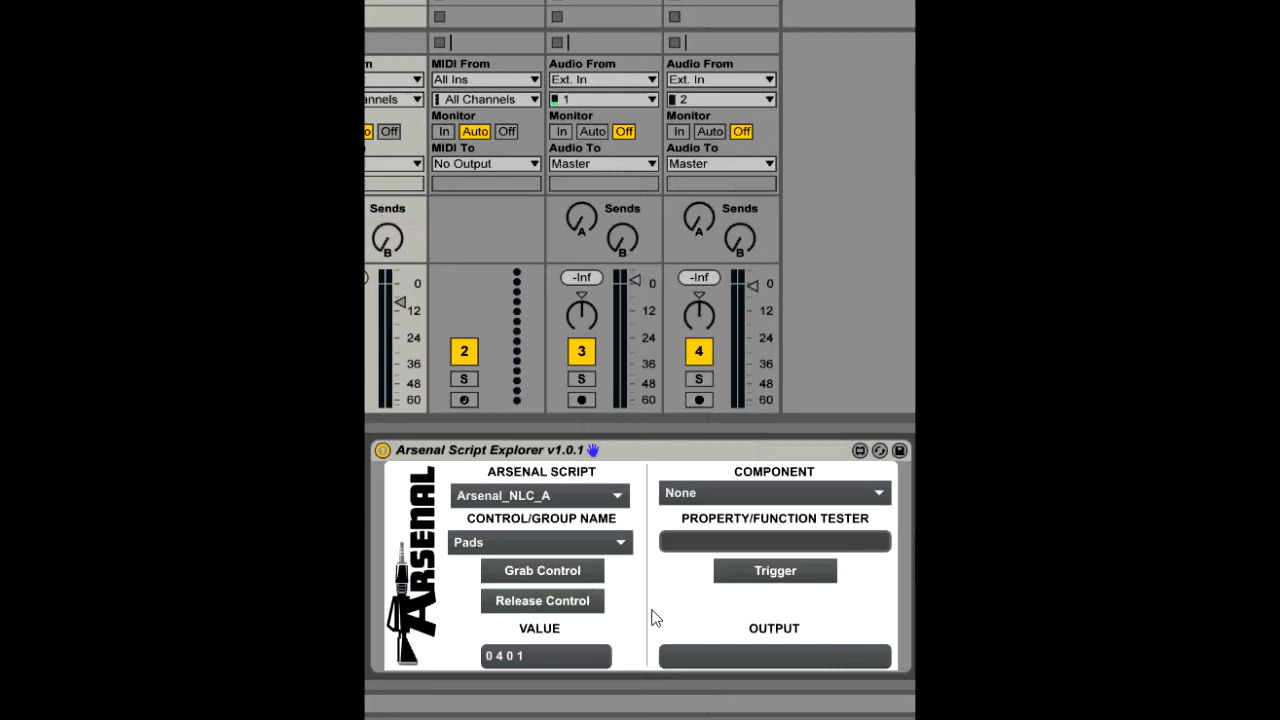 m MIDI From Audio From Audio From
All Ins Ext. In Ext. In
annels All Channels 1 2
Monitor Monitor Monitor
o Off In Auto Off In Auto Off In Auto Off
MIDI To Audio To Audio To
No Output Master Master
Sends Sends Sends
A A
B B B
-Inf -Inf
0 0 0
12 12 12
24 24 24
2 3 4
36 36 36
S S S
48 48 48
60 60 60
Arsenal Script Explorer v1.0.1
ARSENAL
ARSENAL SCRIPT
Arsenal_NLC_A
CONTROL/GROUP NAME
Pads
Grab Control
Release Control
VALUE
0 4 0 1
COMPONENT
None
PROPERTY/FUNCTION TESTER
Trigger
OUTPUT